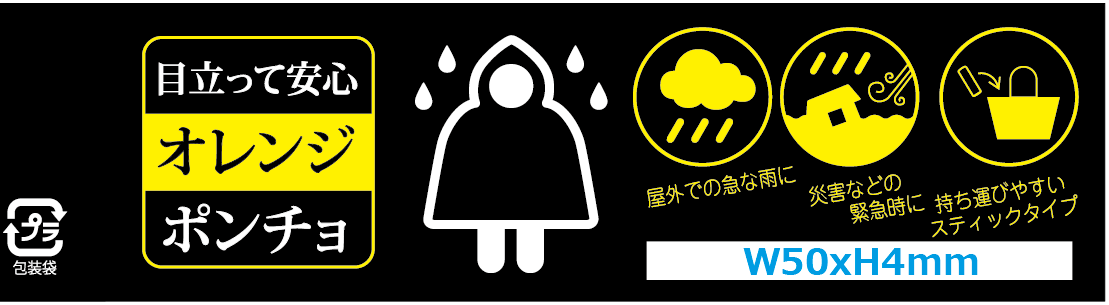 目立って安心
オレンジ
ポンチョ
プラ
包装袋
屋外での急な雨に
災害などの
緊急時に
持ち運びやすい
スティックタイプ
W50xH4mm